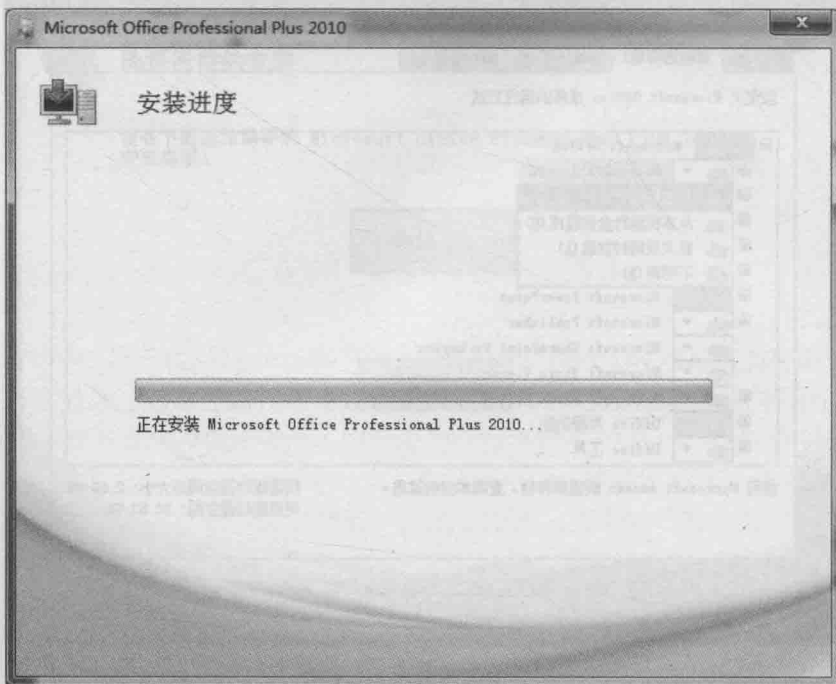 Microsoft Office Professional Plus 2010
安装进度
正在安装 Microsoft Office Professional Plus 2010...